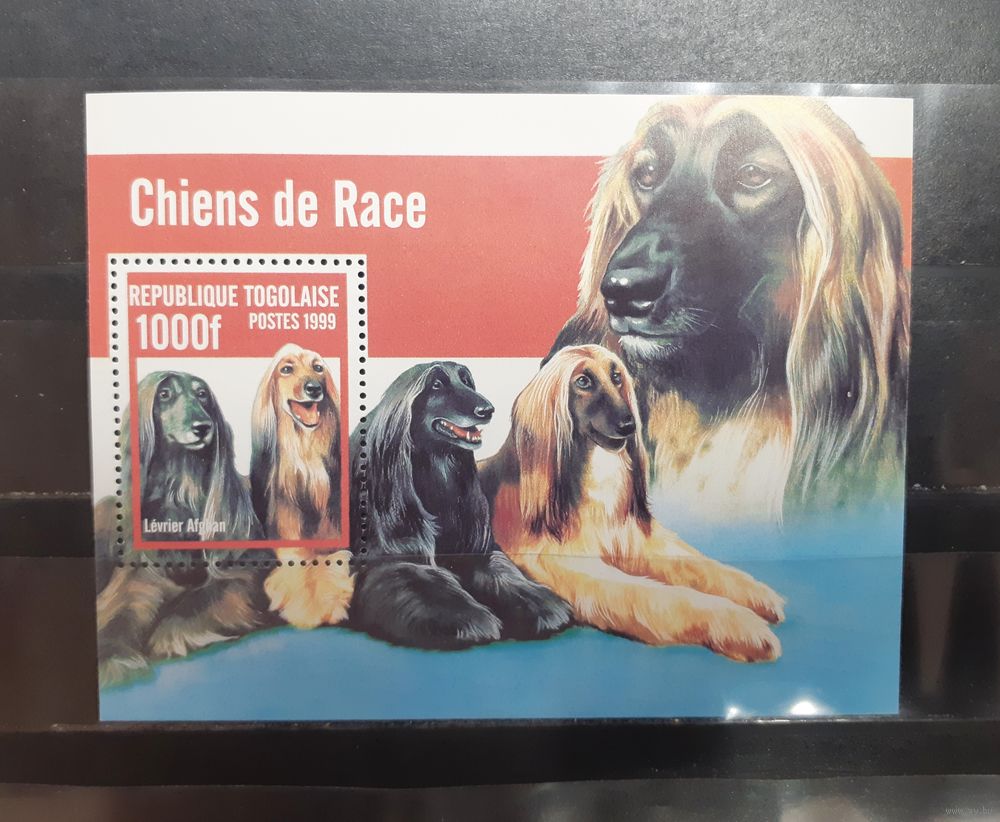 Chiens de Race
REPUBLIQUE TOGOLAISE
1000f
POSTES 1999
Lévrier Afghan